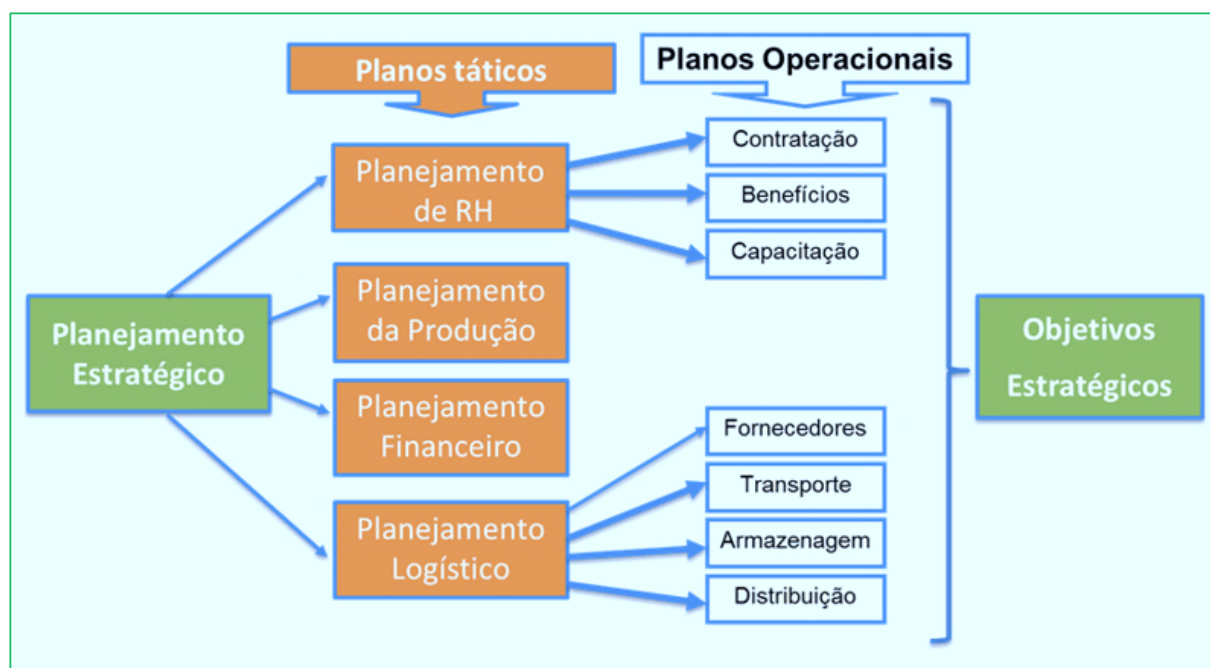 Planos táticos
Planos Operacionais
Planejamento
Estratégico
Planejamento
de RH
Planejamento
da Produção
Planejamento
Financeiro
Planejamento
Logístico
Contratação
Benefícios
Capacitação
Fornecedores
Transporte
Armazenagem
Distribuição
Objetivos
Estratégicos